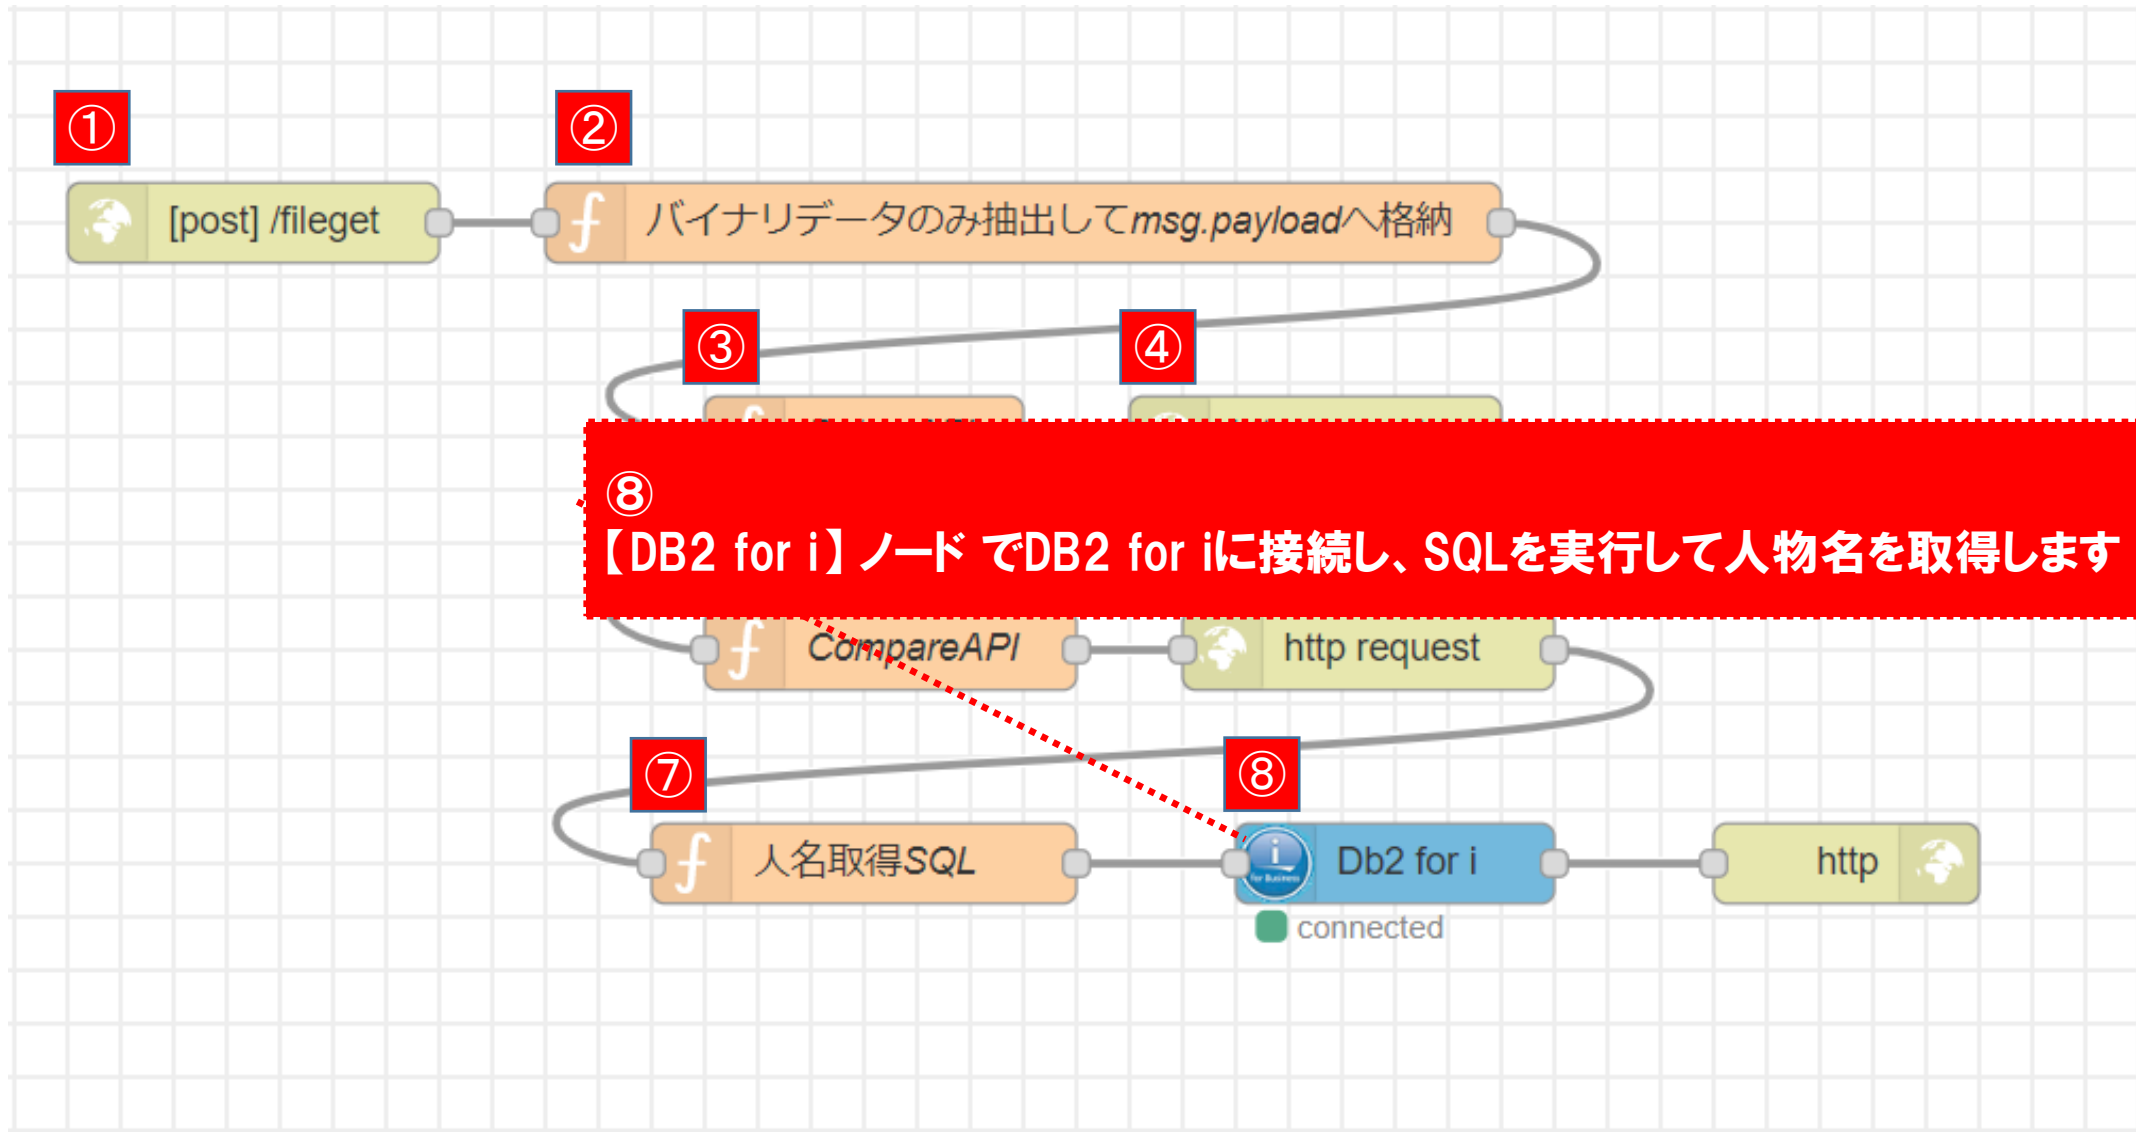 ①
②
[post] /fileget
バイナリデータのみ抽出してmsg.payloadへ格納
③
④
⑧
【DB2 for i】 ノード でDB2 for iに接続し、SQLを実行して人物名を取得します
CompareAPI
http request
⑦
⑧
人名取得SQL
Db2 for i
http
connected